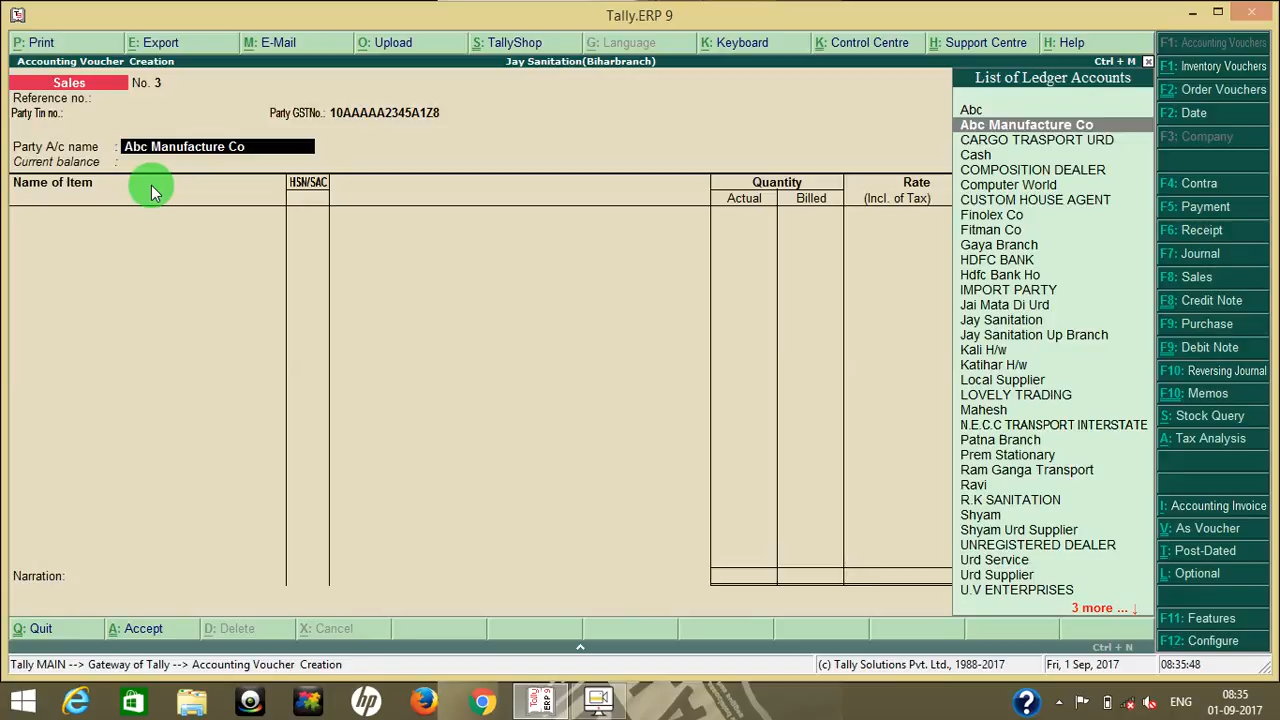 Tally.ERP 9
P: Print
E: Export
M: E-Mail
O: Upload
S: TallyShop
G: Language
K: Keyboard
K: Control Centre
H: Support Centre
H: Help
Accounting Voucher Creation
Jay Sanitation(Biharbranch)
Ctrl + M
Sales
No. 3
Reference no.:
Party Tin no.:
Party GSTNo.: 10AAAAA2345A1Z8
Party A/c name : Abc Manufacture Co
Current balance :
Name of Item
HSN/SAC
Quantity
Rate
Actual
Billed
(Incl. of Tax)
Narration:
List of Ledger Accounts
Abc
Abc Manufacture Co
CARGO TRASPORT URD
Cash
COMPOSITION DEALER
Computer World
CUSTOM HOUSE AGENT
Finolex Co
Fitman Co
Gaya Branch
HDFC BANK
Hdfc Bank Ho
IMPORT PARTY
Jai Mata Di Urd
Jay Sanitation
Jay Sanitation Up Branch
Kali H/w
Katihar H/w
Local Supplier
LOVELY TRADING
Mahesh
N.E.C.C TRANSPORT INTERSTATE
Patna Branch
Prem Stationary
Ram Ganga Transport
Ravi
R.K SANITATION
Shyam
Shyam Urd Supplier
UNREGISTERED DEALER
Urd Service
Urd Supplier
U.V ENTERPRISES
3 more ... ↓
F1: Accounting Vouchers
F1: Inventory Vouchers
F2: Order Vouchers
F2: Date
F3: Company
F4: Contra
F5: Payment
F6: Receipt
F7: Journal
F8: Sales
F8: Credit Note
F9: Purchase
F9: Debit Note
F10: Reversing Journal
F10: Memos
S: Stock Query
A: Tax Analysis
I: Accounting Invoice
V: As Voucher
T: Post-Dated
L: Optional
F11: Features
F12: Configure
Q: Quit
A: Accept
D: Delete
X: Cancel
Ctrl + N
Tally MAIN --> Gateway of Tally --> Accounting Voucher Creation
(c) Tally Solutions Pvt. Ltd., 1988-2017
Fri, 1 Sep, 2017
08:35:48
hp
Tally
ERP 9
ENG
08:35
01-09-2017